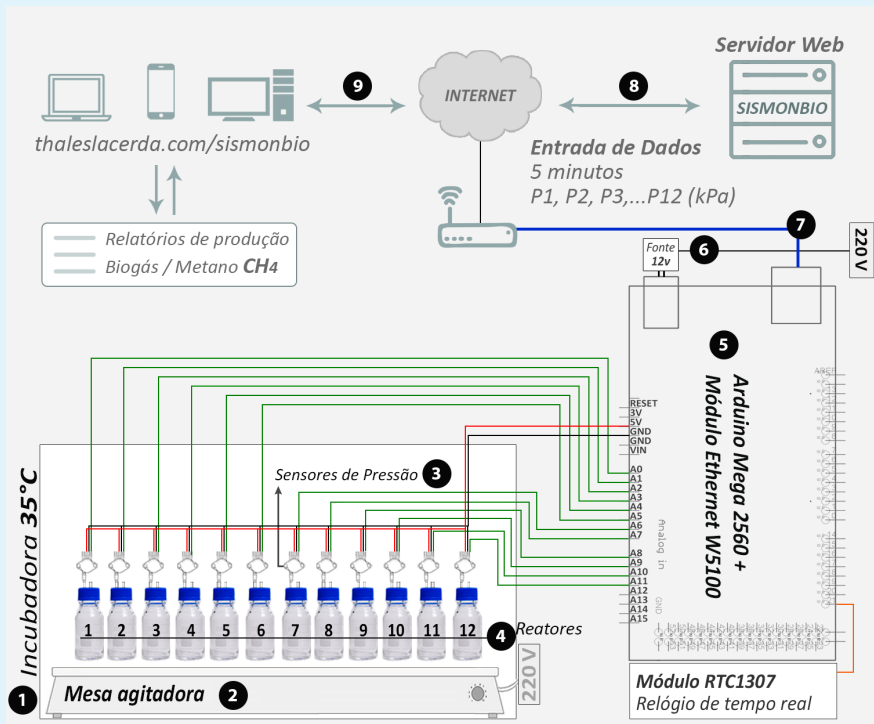 Servidor Web
SISMONBIO
INTERNET
9
8
thaleslacerda.com/sismonbio
Entrada de Dados
5 minutos
P1, P2, P3,...P12 (kPa)
Relatórios de produção
Biogás / Metano CH4
7
Fonte
12v
6
220 V
5
Arduino Mega 2560 +
Módulo Ethernet W5100
AREF
RESET
3V
5V
GND
GND
VIN
A0
A1
A2
A3
A4
A5
A6
A7
A8
A9
A10
A11
A12
A13
A14
A15
Analog in
GND
Sensores de Pressão 3
Incubadora 35°C
1 2 3 4 5 6 7 8 9 10 11 12
4 Reatores
1
Mesa agitadora 2
220 V
Módulo RTC1307
Relógio de tempo real